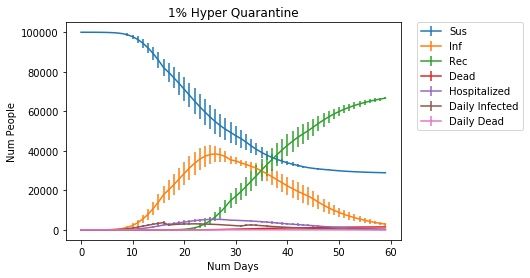 1% Hyper Quarantine
Num People
100000
80000
60000
40000
20000
0
0 10 20 30 40 50 60
Num Days
Sus
Inf
Rec
Dead
Hospitalized
Daily Infected
Daily Dead